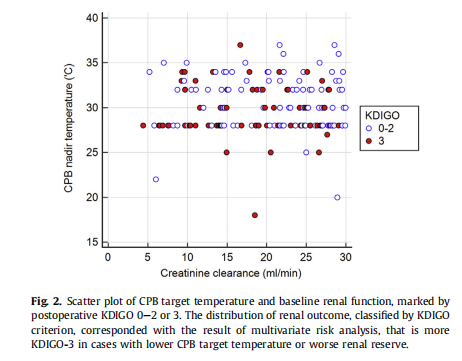 40
35
30
25
20
15
CPB nadir temperature (°C)
0
5
10
15
20
25
30
Creatinine clearance (ml/min)
KDIGO
0-2
3
Fig. 2. Scatter plot of CPB target temperature and baseline renal function, marked by
postoperative KDIGO 0–2 or 3. The distribution of renal outcome, classified by KDIGO
criterion, corresponded with the result of multivariate risk analysis, that is more
KDIGO-3 in cases with lower CPB target temperature or worse renal reserve.